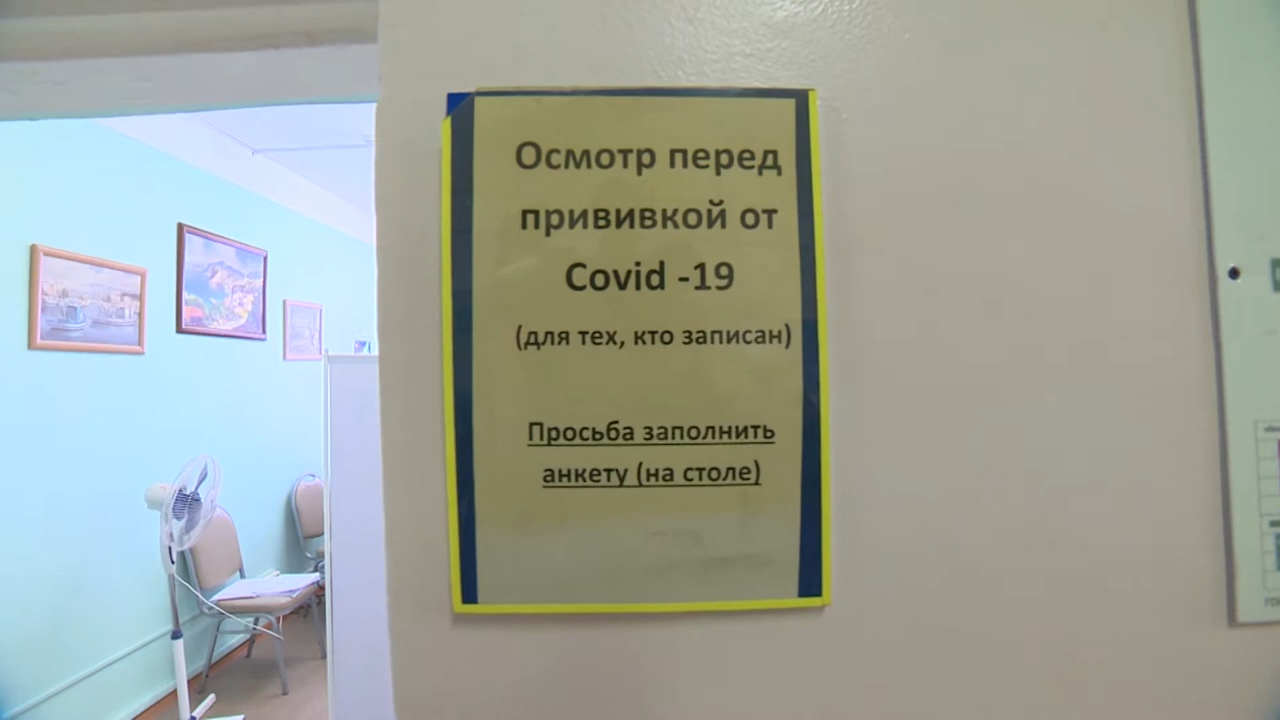 Осмотр перед
прививкой от
Covid -19
(для тех, кто записан)
Просьба заполнить
анкету (на столе)